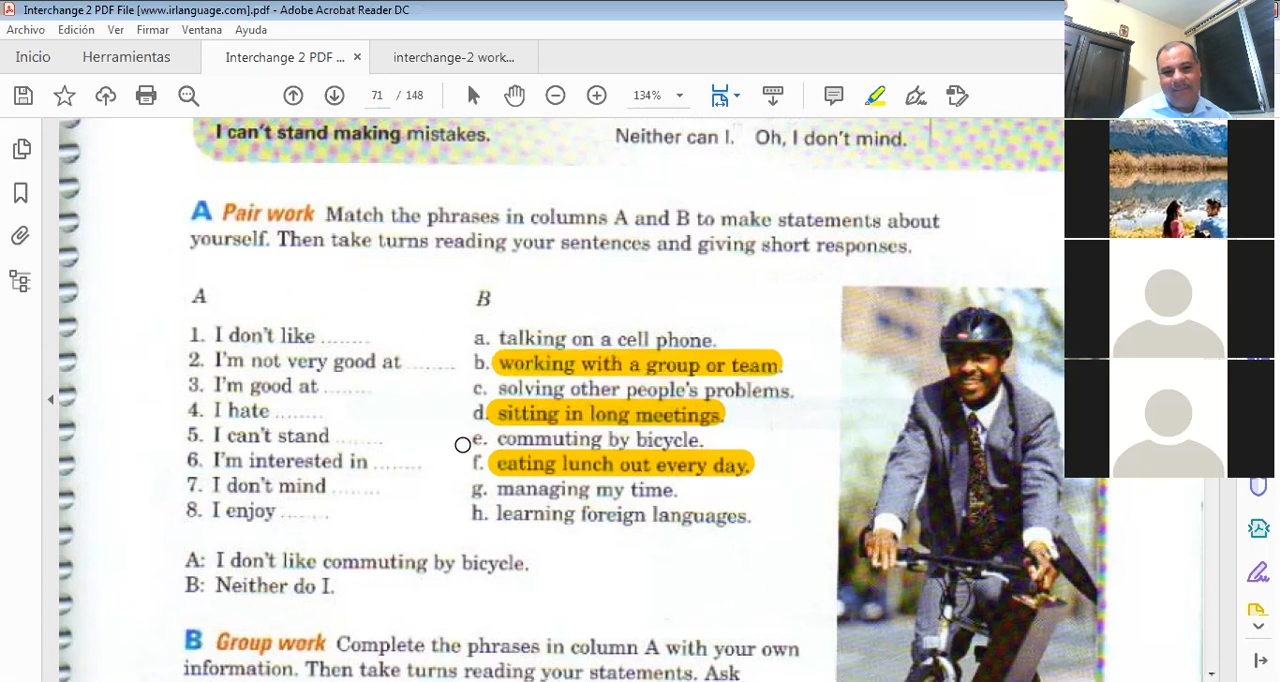 Interchange 2 PDF File [www.irlanguage.com].pdf - Adobe Acrobat Reader DC
Archivo Edición Ver Firmar Ventana Ayuda
Inicio Herramientas Interchange 2 PDF ... × interchange-2 work...
71 / 148 134%
I can't stand making mistakes. Neither can I. Oh, I don't mind.
A Pair work Match the phrases in columns A and B to make statements about
yourself. Then take turns reading your sentences and giving short responses.
A B
1. I don't like ........ a. talking on a cell phone.
2. I'm not very good at ........ b. working with a group or team.
3. I'm good at ........ c. solving other people's problems.
4. I hate ........ d. sitting in long meetings.
5. I can't stand ........ e. commuting by bicycle.
6. I'm interested in ........ f. eating lunch out every day.
7. I don't mind ........ g. managing my time.
8. I enjoy ........ h. learning foreign languages.
A: I don't like commuting by bicycle.
B: Neither do I.
B Group work Complete the phrases in column A with your own
information. Then take turns reading your statements. Ask